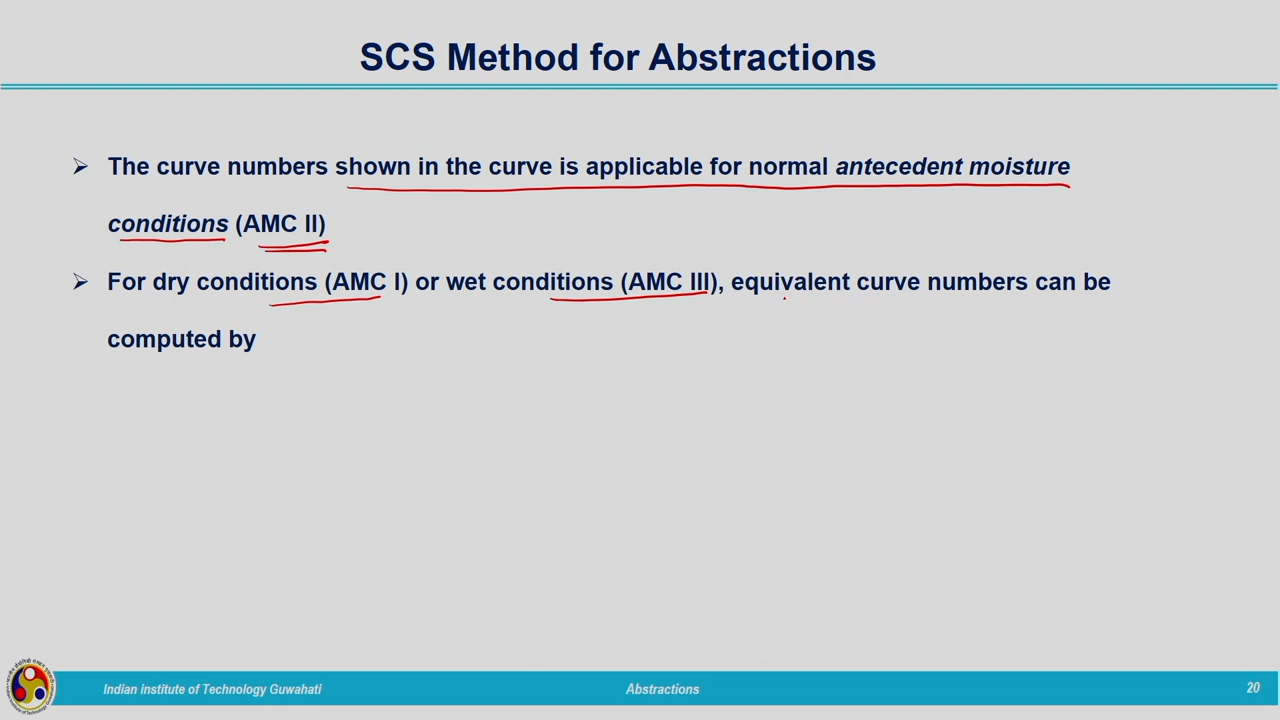 SCS Method for Abstractions
The curve numbers shown in the curve is applicable for normal antecedent moisture
conditions (AMC II)
For dry conditions (AMC I) or wet conditions (AMC III), equivalent curve numbers can be
computed by
Indian institute of Technology Guwahati
Abstractions
20